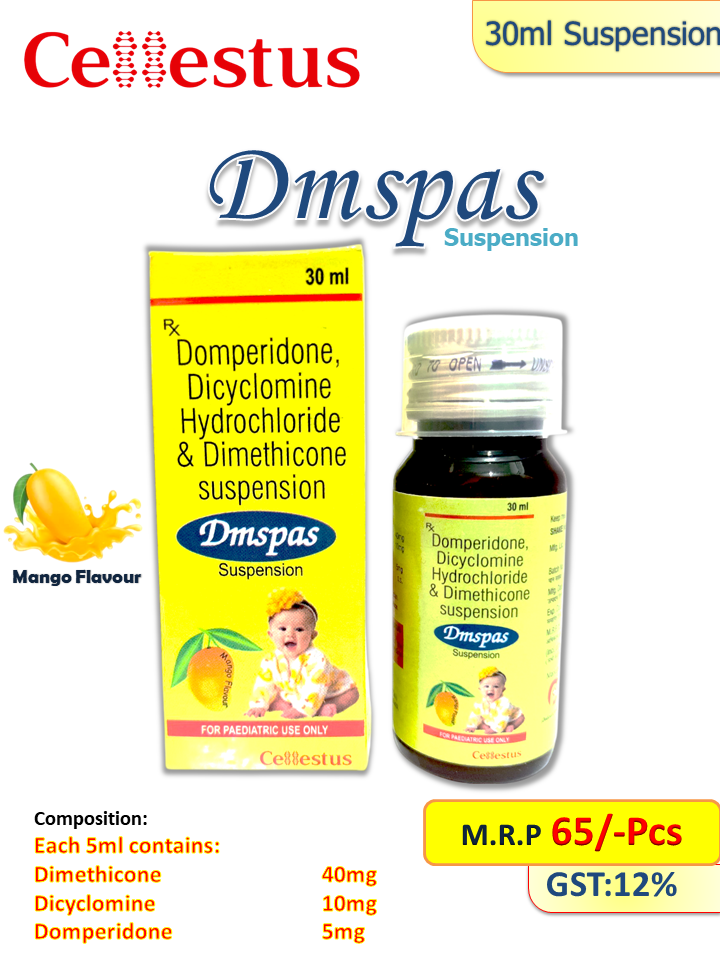 Cellestus
30ml Suspension
Dmspas
Suspension
30 ml
Rx
Domperidone,
Dicyclomine
Hydrochloride
& Dimethicone
suspension
Dmspas
Suspension
Mango Flavour
FOR PAEDIATRIC USE ONLY
Cellestus
TO OPEN
30 ml
Rx
Domperidone,
Dicyclomine
Hydrochloride
& Dimethicone
suspension
Dmspas
Suspension
FOR PAEDIATRIC USE ONLY
Cellestus
Mango Flavour
Composition:
Each 5ml contains:
Dimethicone 40mg
Dicyclomine 10mg
Domperidone 5mg
M.R.P 65/-Pcs
GST:12%